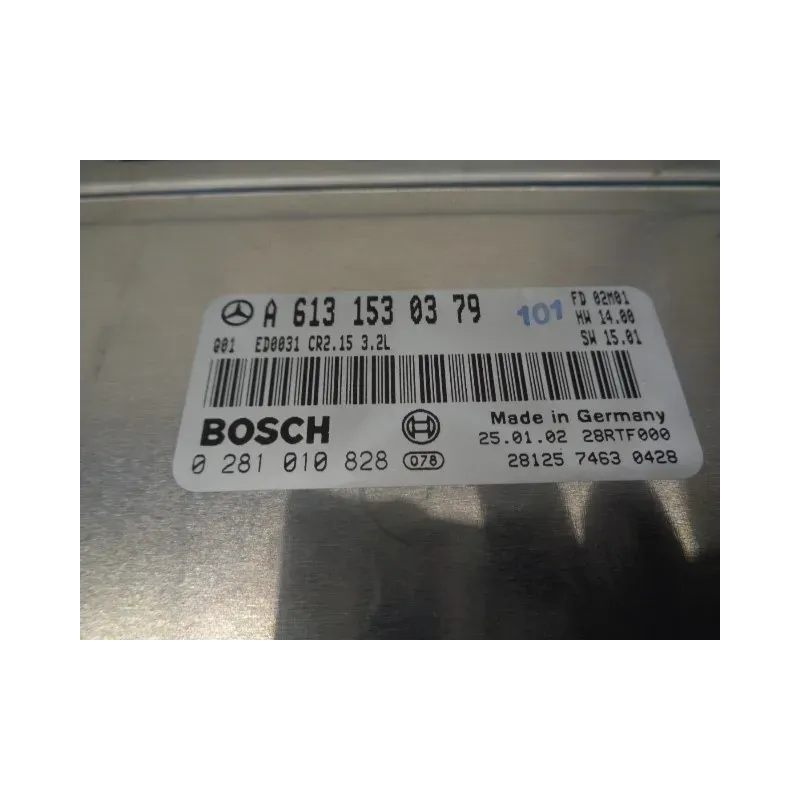 A 613 153 03 79 101 FD 02M01
HW 14.00
Q01 ED0031 CR2.15 3.2L SW 15.01
BOSCH Made in Germany
25.01.02 28RTF000
0 281 010 828 078 28125 7463 0428